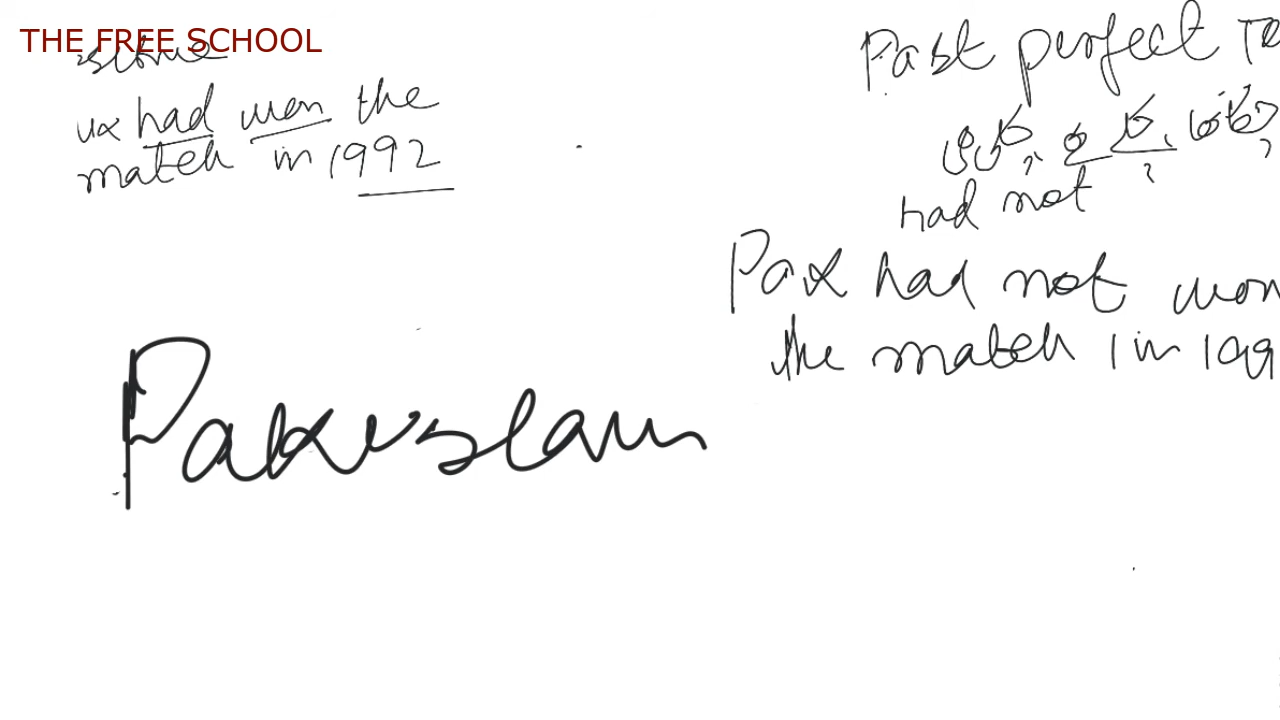 THE FREE SCHOOL
had won the
match in 1992
Past perfect Te
had not
Pak had not won
the match in 199
Pakistan